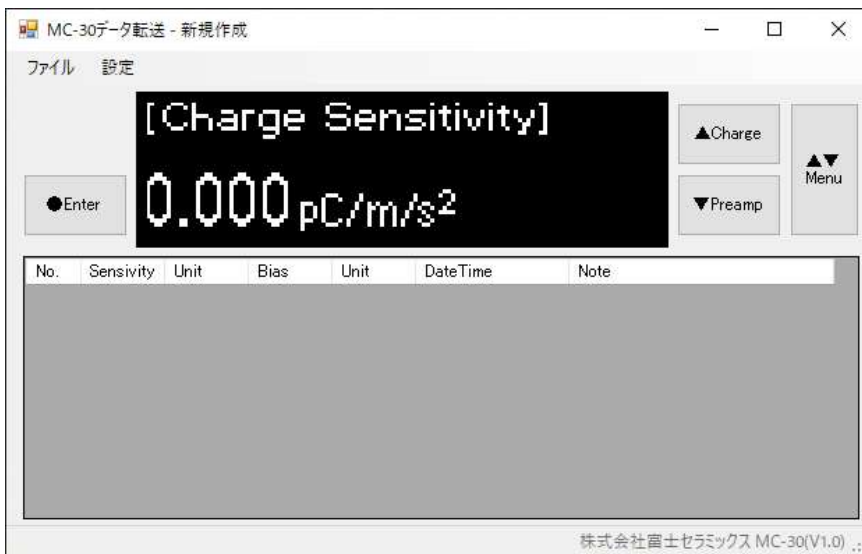 MC-30データ転送 - 新規作成
ファイル 設定
[Charge Sensitivity]
0.000 pC/m/s²
●Enter
▲Charge
▼Preamp
▲▼
Menu
No. Sensivity Unit Bias Unit DateTime Note
株式会社富士セラミックス MC-30(V1.0)